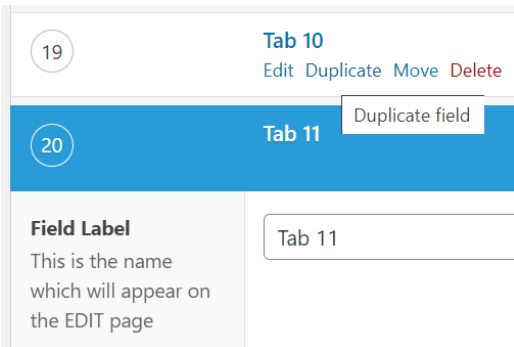 19
Tab 10
Edit Duplicate Move Delete
Duplicate field
20
Tab 11
Field Label
This is the name
which will appear on
the EDIT page
Tab 11